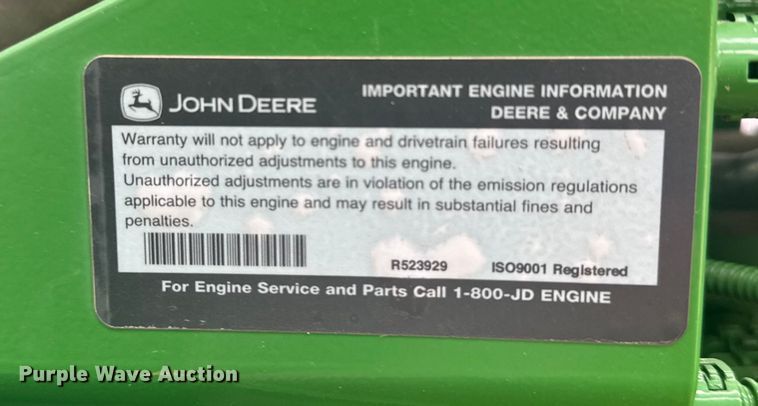 JOHN DEERE
IMPORTANT ENGINE INFORMATION
DEERE & COMPANY
Warranty will not apply to engine and drivetrain failures resulting
from unauthorized adjustments to this engine.
Unauthorized adjustments are in violation of the emission regulations
applicable to this engine and may result in substantial fines and
penalties.
R523929 ISO9001 Registered
For Engine Service and Parts Call 1-800-JD ENGINE
Purple Wave Auction